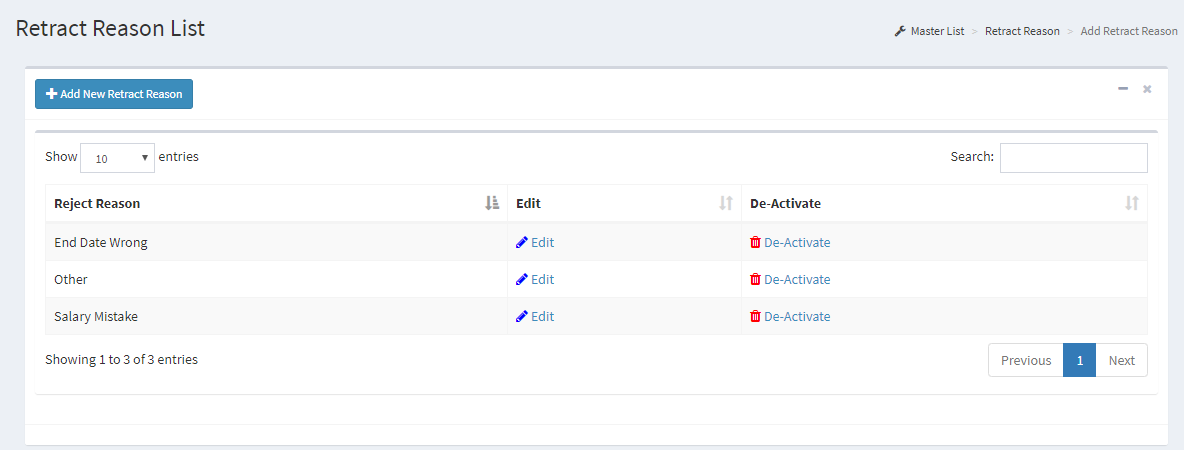 Retract Reason List
Master List > Retract Reason > Add Retract Reason
Add New Retract Reason
Show 10 entries Search:
Reject Reason Edit De-Activate
End Date Wrong Edit De-Activate
Other Edit De-Activate
Salary Mistake Edit De-Activate
Showing 1 to 3 of 3 entries Previous 1 Next